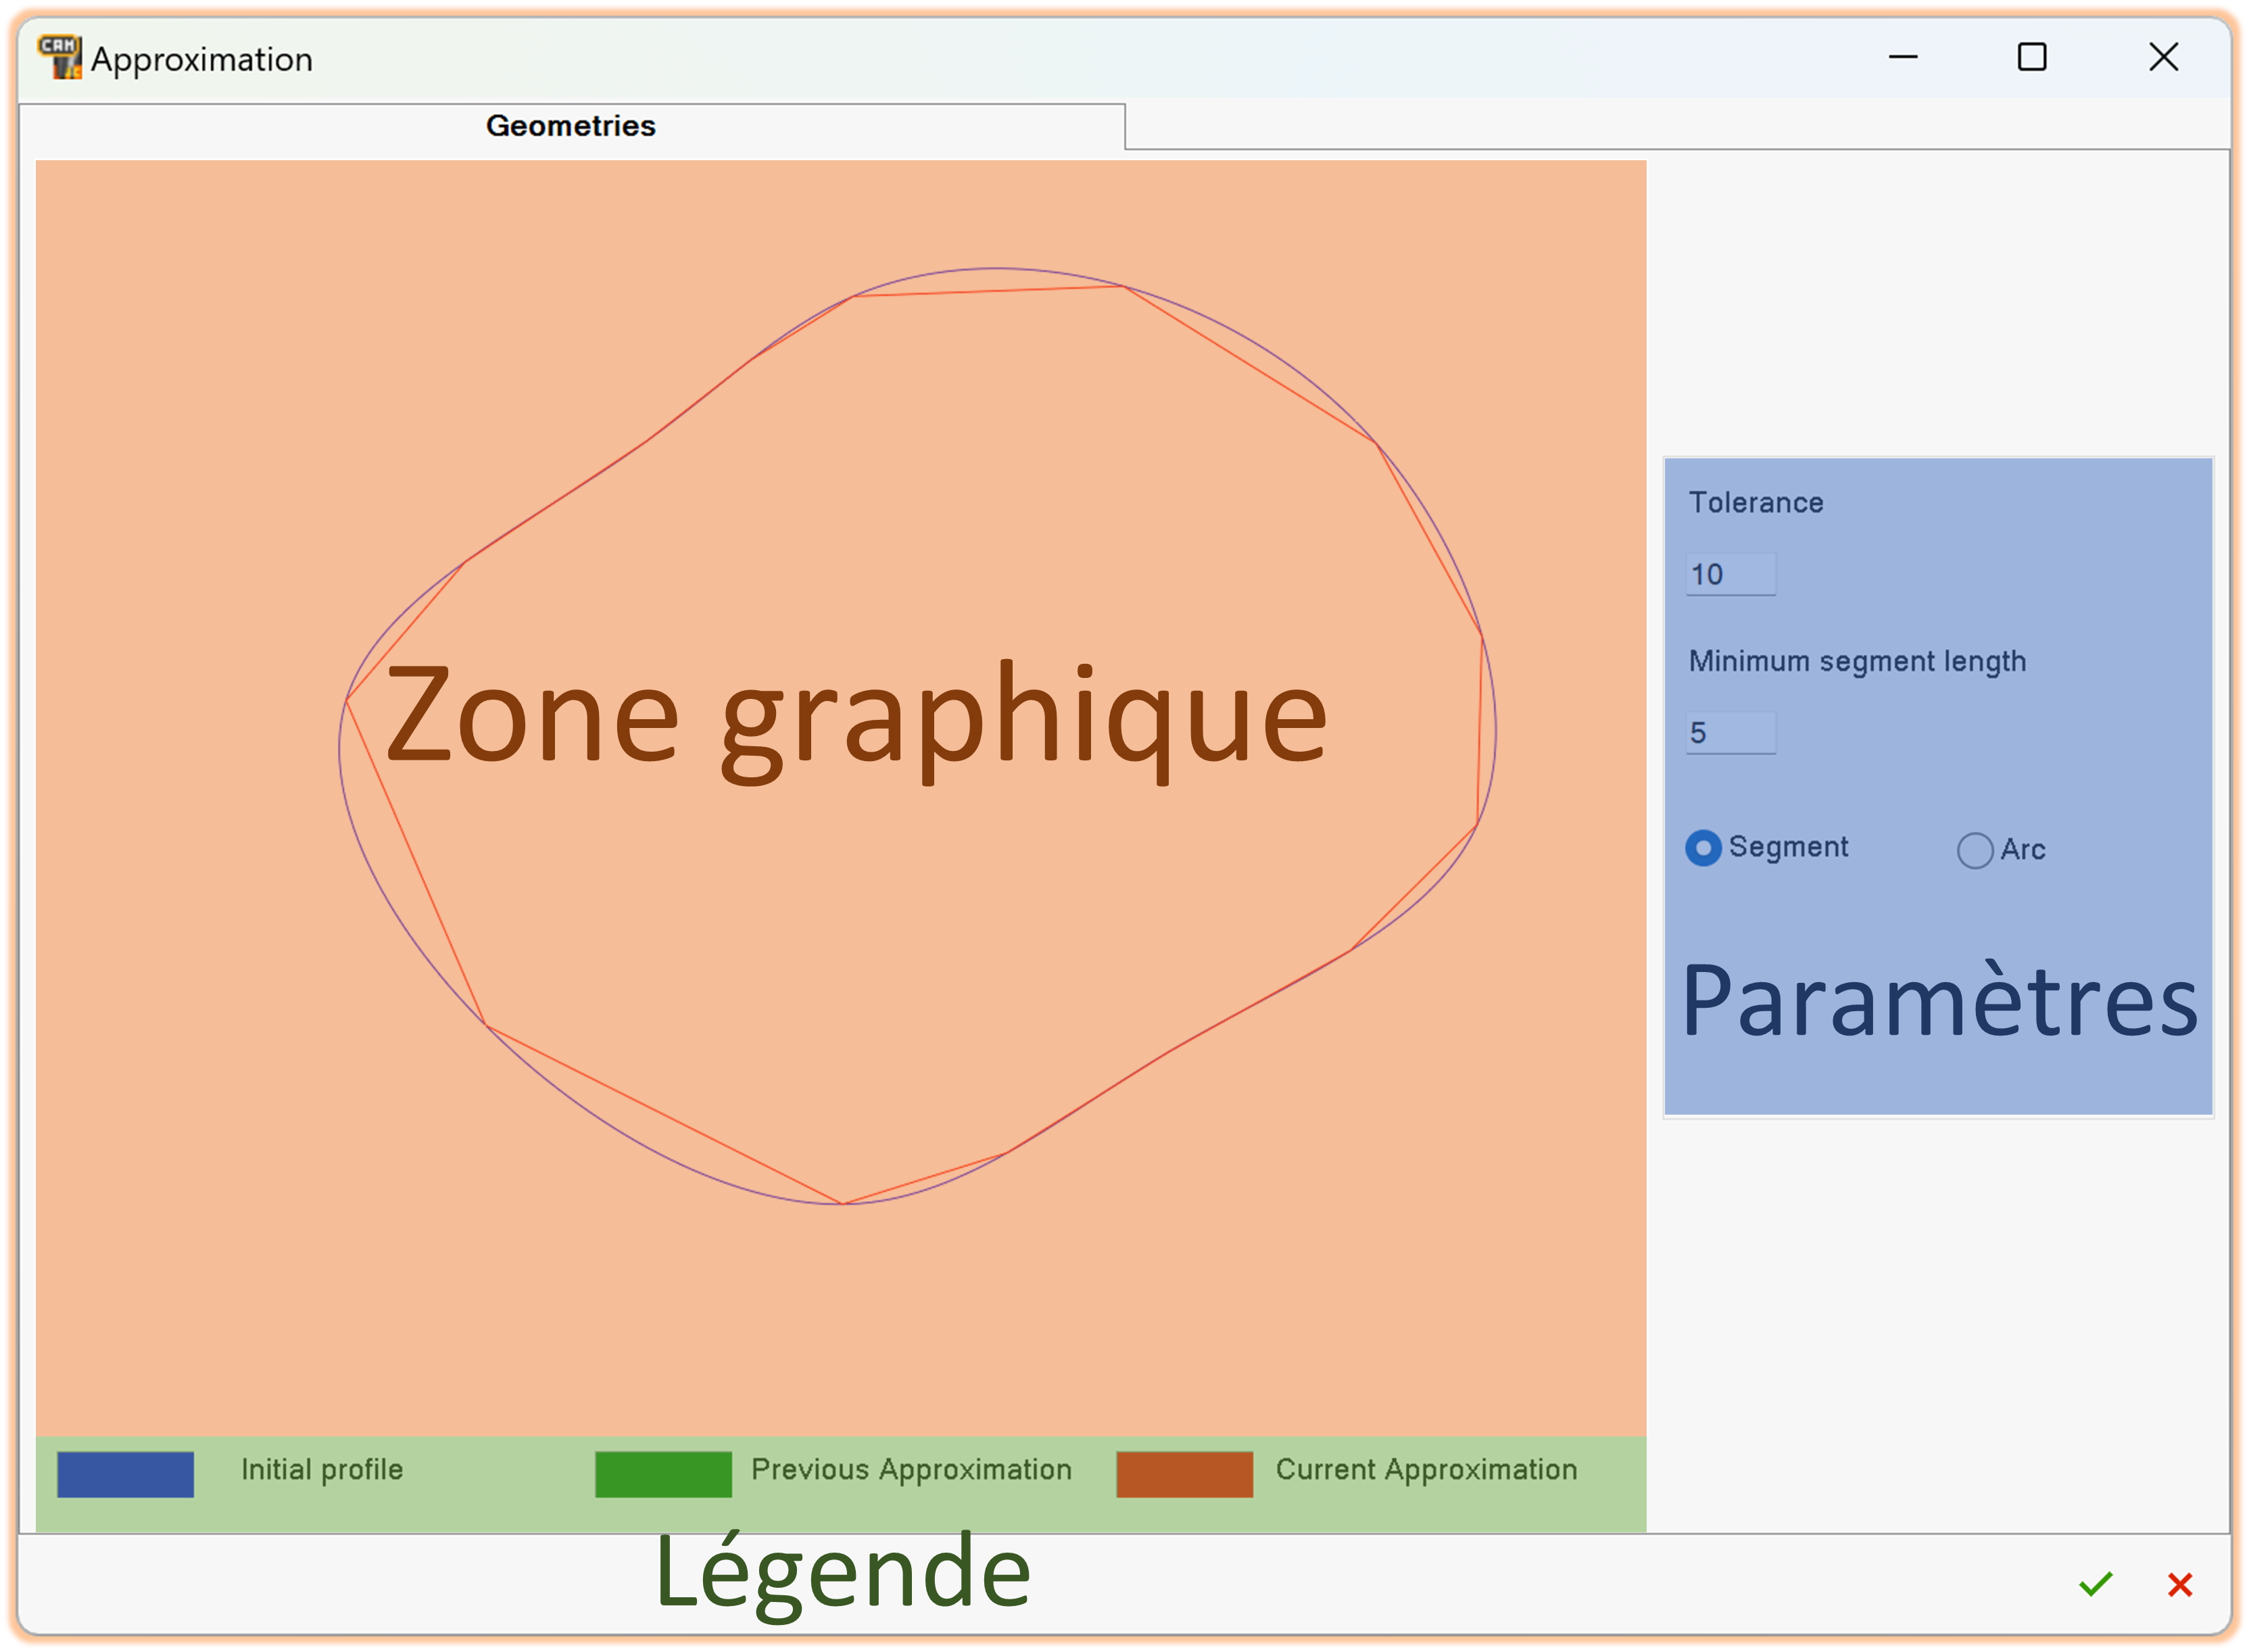 CAM
Approximation
Geometries
Zone graphique
Tolerance
10
Minimum segment length
5
Segment
Arc
Paramètres
Initial profile
Previous Approximation
Current Approximation
Légende